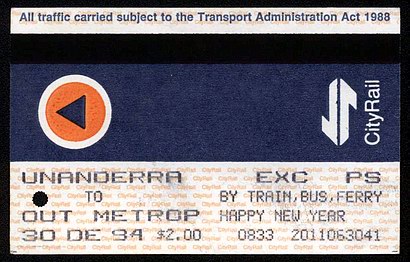 All traffic carried subject to the Transport Administration Act 1988
CityRail
UNANDERRA EXC PS
TO BY TRAIN,BUS,FERRY
OUT METROP HAPPY NEW YEAR
30 DE 94 $2.00 0833 2011063041